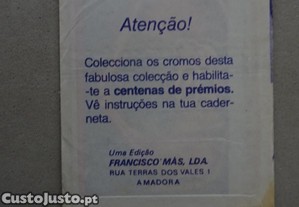 Atenção!
Colecciona os cromos desta
fabulosa colecção e habilita-
-te a centenas de prémios.
Vê instruções na tua cader-
neta.
Uma Edição
FRANCISCO MÁS, LDA.
RUA TERRAS DOS VALES 1
AMADORA
CustoJusto.pt